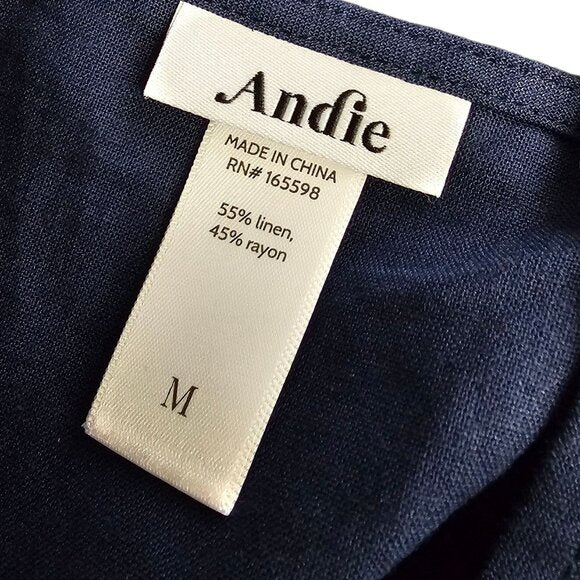 Andie
MADE IN CHINA
RN# 165598
55% linen,
45% rayon
M